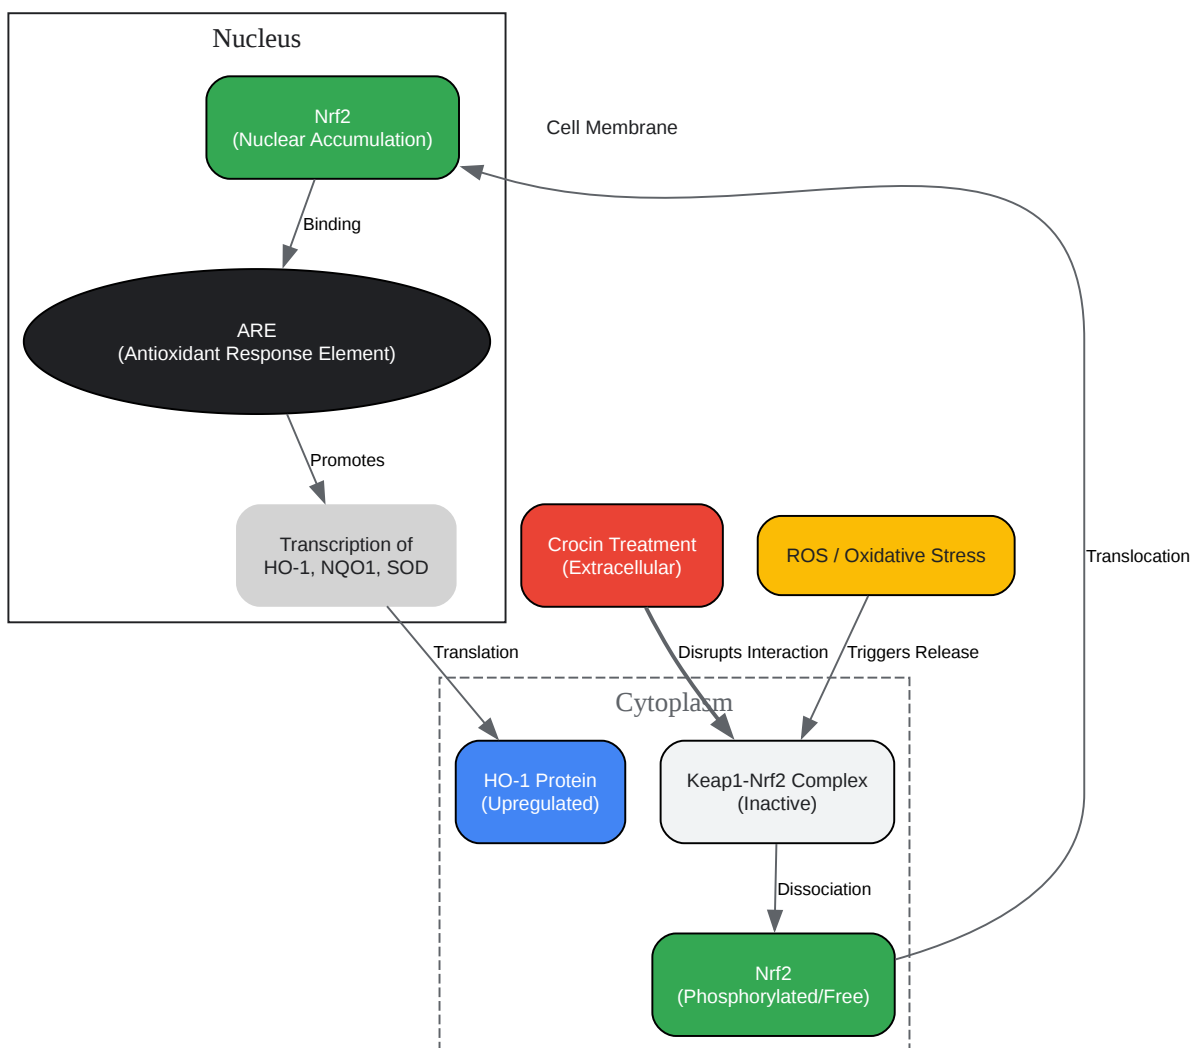 Nucleus
Nrf2
(Nuclear Accumulation)
Cell Membrane
Binding
ARE
(Antioxidant Response Element)
Promotes
Transcription of
HO-1, NQO1, SOD
Crocin Treatment
(Extracellular)
ROS / Oxidative Stress
Translocation
Translation
Disrupts Interaction
Triggers Release
Cytoplasm
HO-1 Protein
(Upregulated)
Keap1-Nrf2 Complex
(Inactive)
Dissociation
Nrf2
(Phosphorylated/Free)